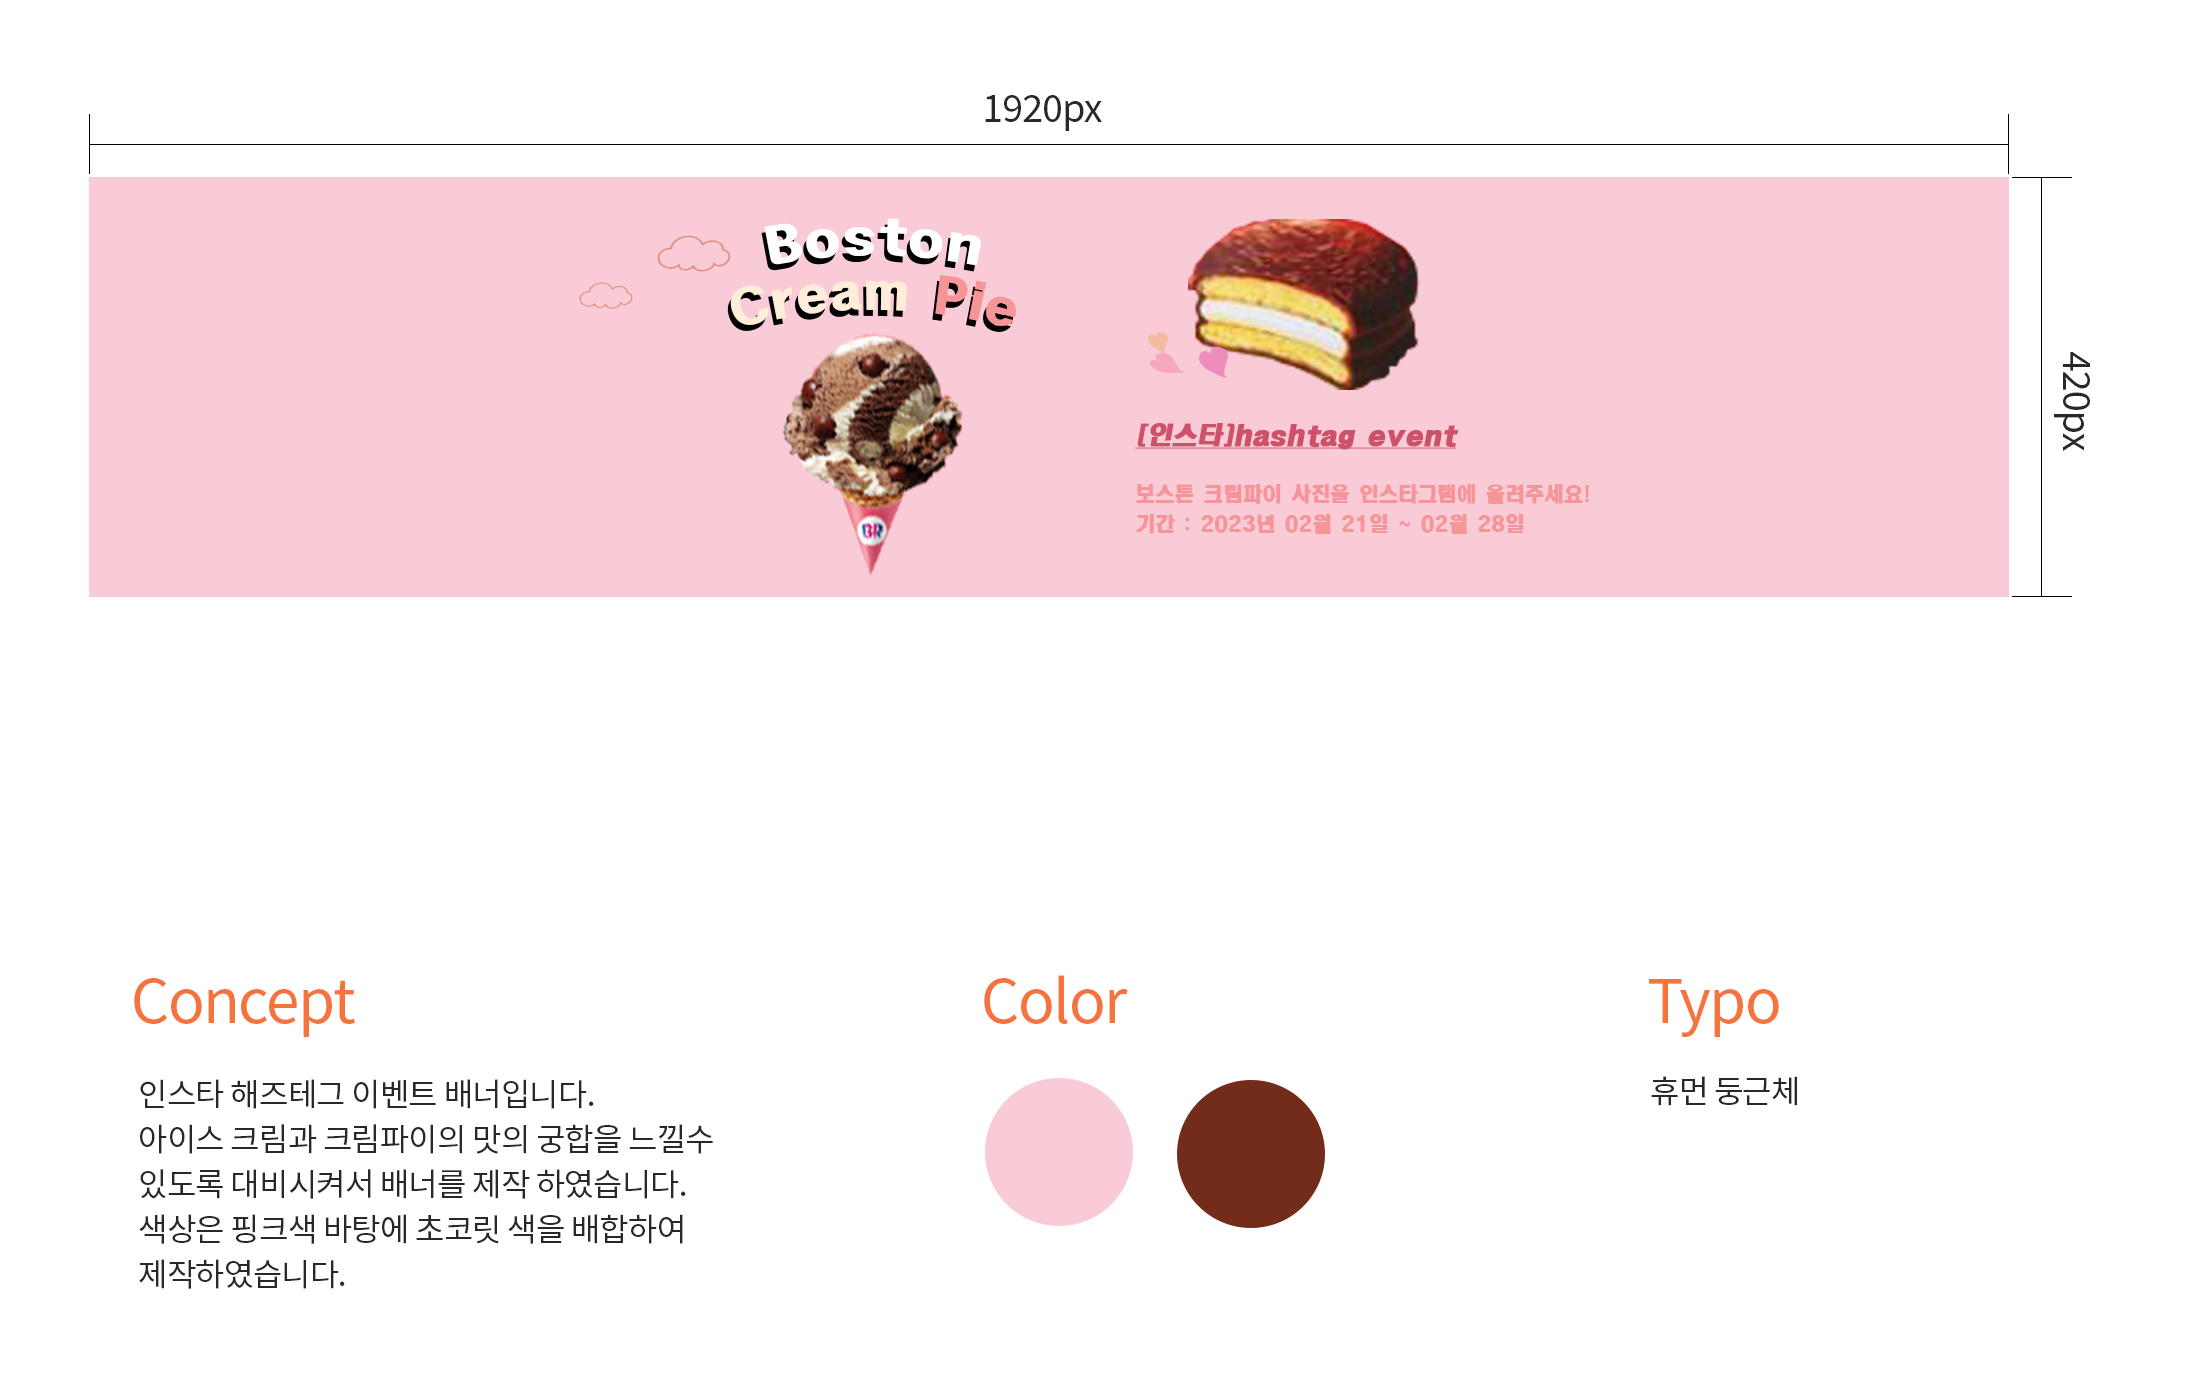 1920px
Boston
Cream Pie
BR
[인스타]hashtag event
보스톤 크림파이 사진을 인스타그램에 올려주세요!
기간 : 2023년 02월 21일 ~ 02월 28일
420px
Concept
인스타 해즈테그 이벤트 배너입니다.
아이스 크림과 크림파이의 맛의 궁합을 느낄수
있도록 대비시켜서 배너를 제작 하였습니다.
색상은 핑크색 바탕에 초코릿 색을 배합하여
제작하였습니다.
Color
Typo
휴먼 둥근체